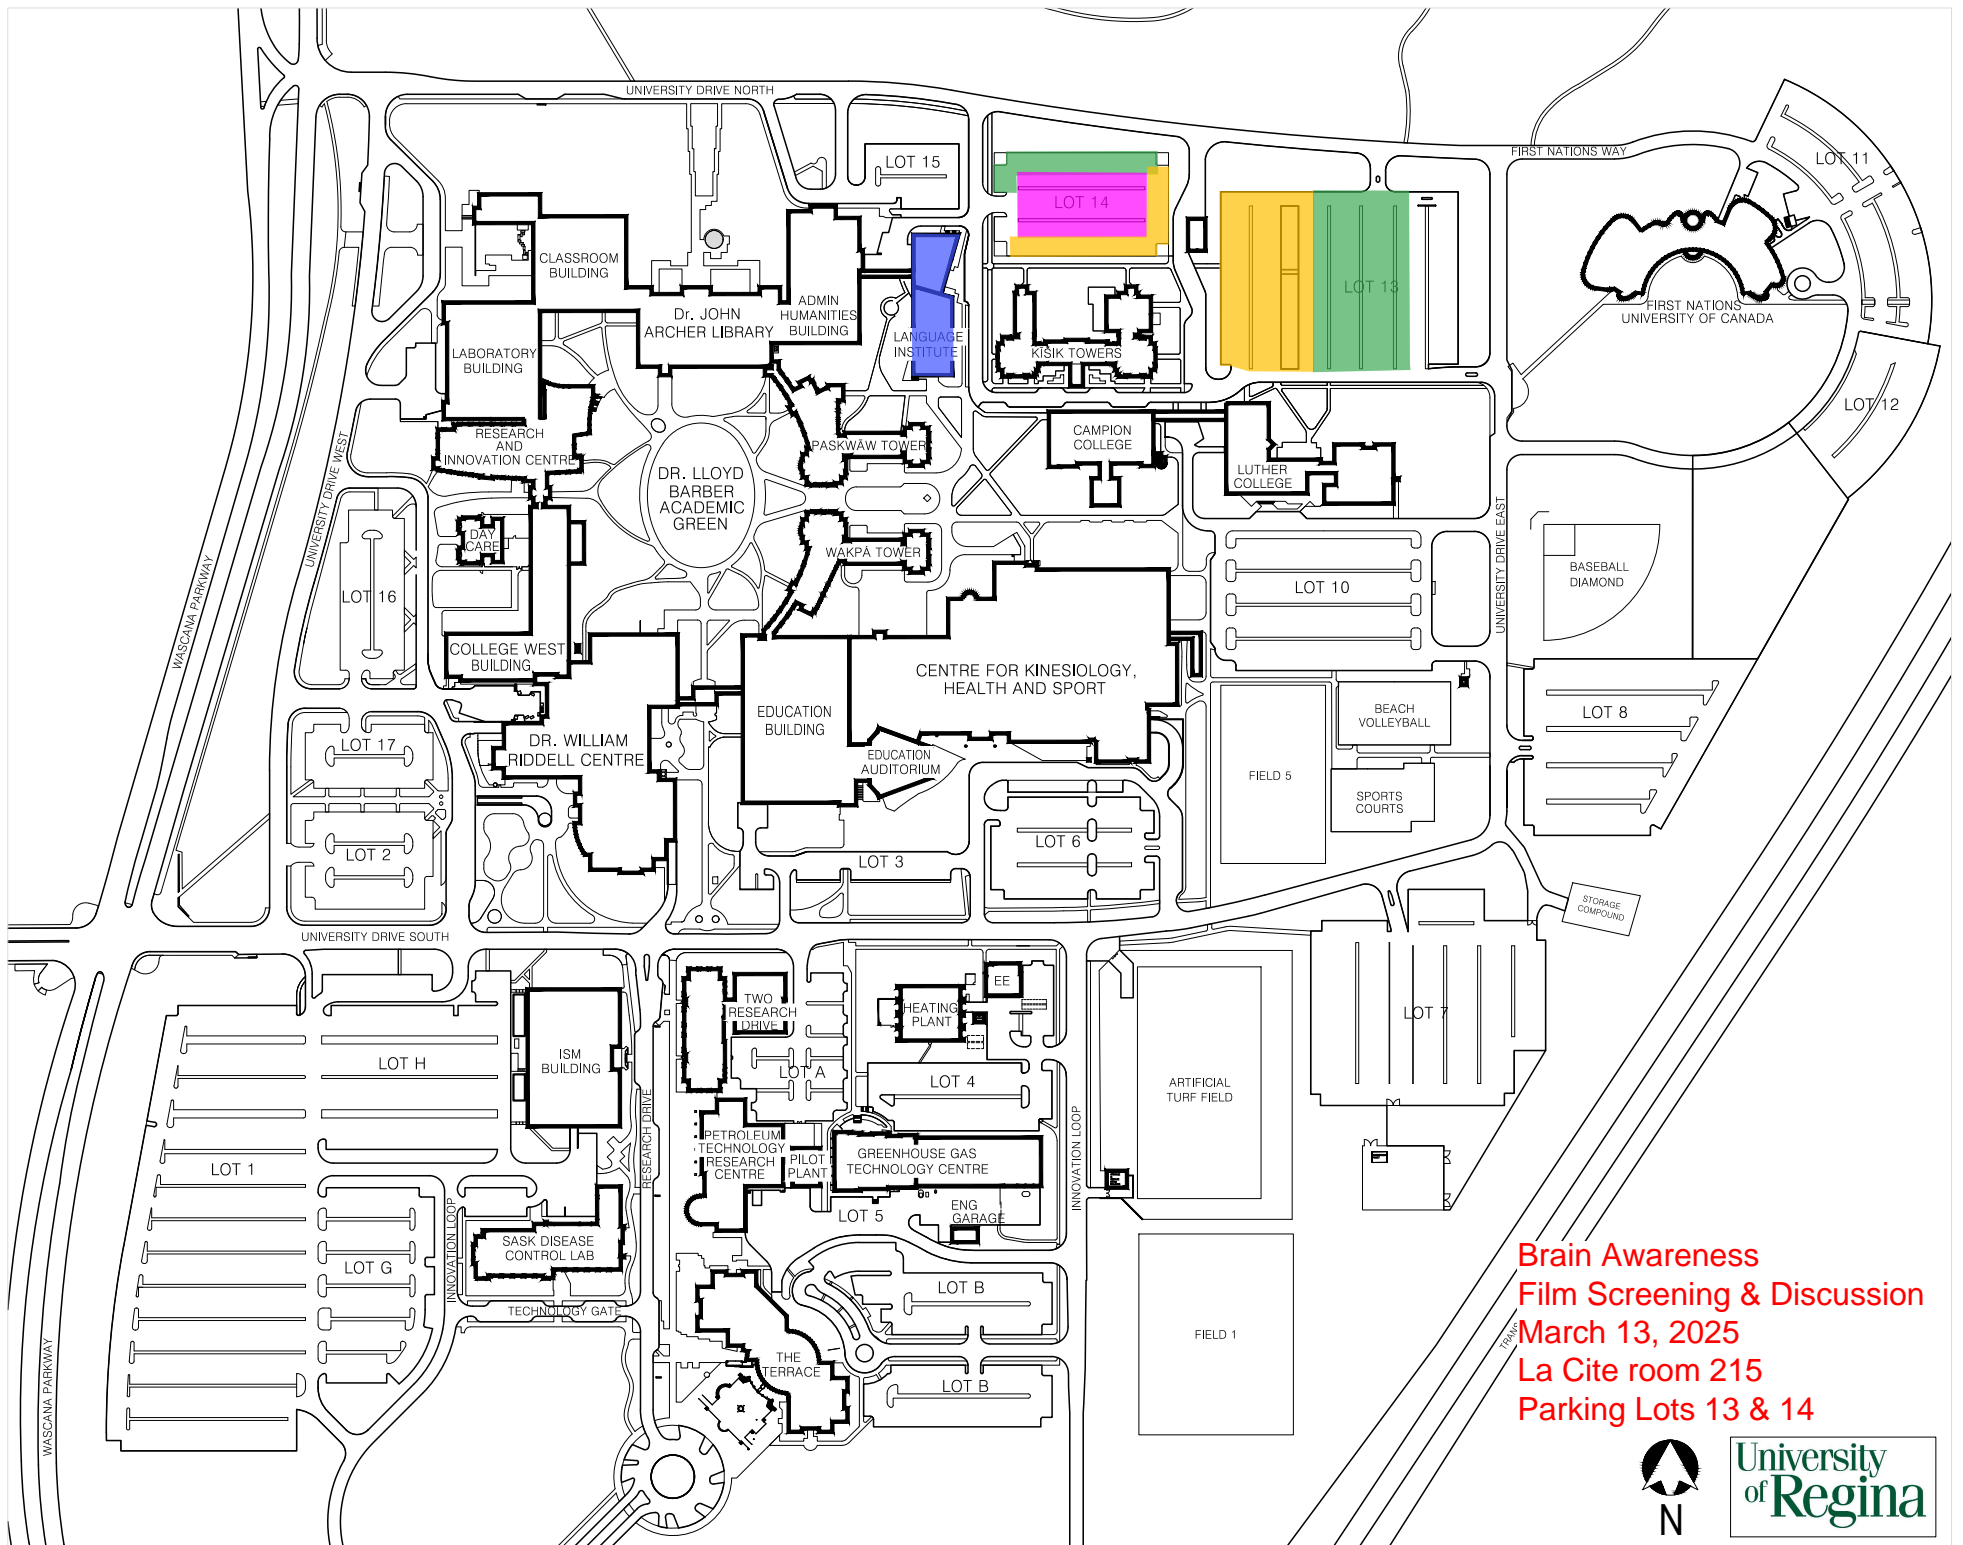 UNIVERSITY DRIVE NORTH
FIRST NATIONS WAY
LOT 15
LOT 11
LOT 14
CLASSROOM
BUILDING
LOT 13
ADMIN
HUMANITIES
BUILDING
FIRST NATIONS
UNIVERSITY OF CANADA
Dr. JOHN
ARCHER LIBRARY
LANGUAGE
INSTITUTE
KĪSIK TOWERS
LABORATORY
BUILDING
LOT 12
RESEARCH
AND
INNOVATION CENTRE
PASKWĀW TOWER
CAMPION
COLLEGE
LUTHER
COLLEGE
DR. LLOYD
BARBER
ACADEMIC
GREEN
UNIVERSITY DRIVE WEST
UNIVERSITY DRIVE EAST
DAY
CARE
WAKPĀ TOWER
BASEBALL
DIAMOND
WASCANA PARKWAY
LOT 16
LOT 10
COLLEGE WEST
BUILDING
CENTRE FOR KINESIOLOGY,
HEALTH AND SPORT
EDUCATION
BUILDING
BEACH
VOLLEYBALL
LOT 8
LOT 17
DR. WILLIAM
RIDDELL CENTRE
EDUCATION
AUDITORIUM
FIELD 5
SPORTS
COURTS
LOT 2
LOT 3
LOT 6
STORAGE
COMPOUND
UNIVERSITY DRIVE SOUTH
TWO
RESEARCH
DRIVE
HEATING
PLANT
EE
LOT 7
LOT H
ISM
BUILDING
LOT A
LOT 4
ARTIFICIAL
TURF FIELD
RESEARCH DRIVE
INNOVATION LOOP
PETROLEUM
TECHNOLOGY
RESEARCH
CENTRE
PILOT
PLANT
GREENHOUSE GAS
TECHNOLOGY CENTRE
LOT 1
INNOVATION LOOP
LOT 5
ENG
GARAGE
SASK DISEASE
CONTROL LAB
LOT G
TECHNOLOGY GATE
LOT B
FIELD 1
THE
TERRACE
LOT B
WASCANA PARKWAY
TRANS
Brain Awareness
Film Screening & Discussion
March 13, 2025
La Cite room 215
Parking Lots 13 & 14
N
University
of Regina